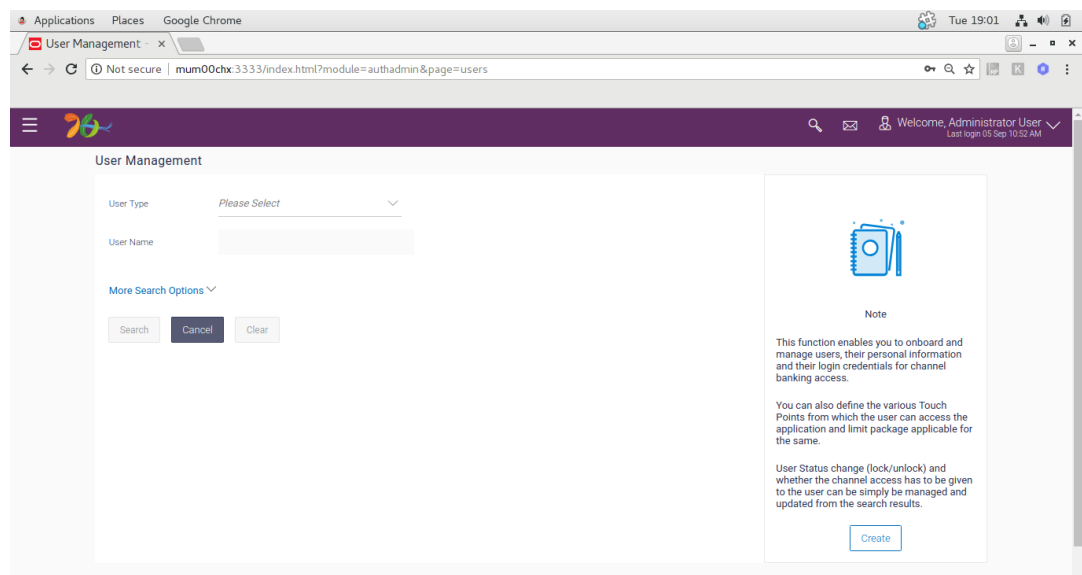 Applications Places Google Chrome Tue 19:01
User Management -
Not secure | mum00chx:3333/index.html?module=authadmin&page=users
Welcome, Administrator User
Last login 05 Sep 10:52 AM
User Management
User Type Please Select
User Name
More Search Options
Search Cancel Clear
Note
This function enables you to onboard and
manage users, their personal information
and their login credentials for channel
banking access.
You can also define the various Touch
Points from which the user can access the
application and limit package applicable for
the same.
User Status change (lock/unlock) and
whether the channel access has to be given
to the user can be simply be managed and
updated from the search results.
Create